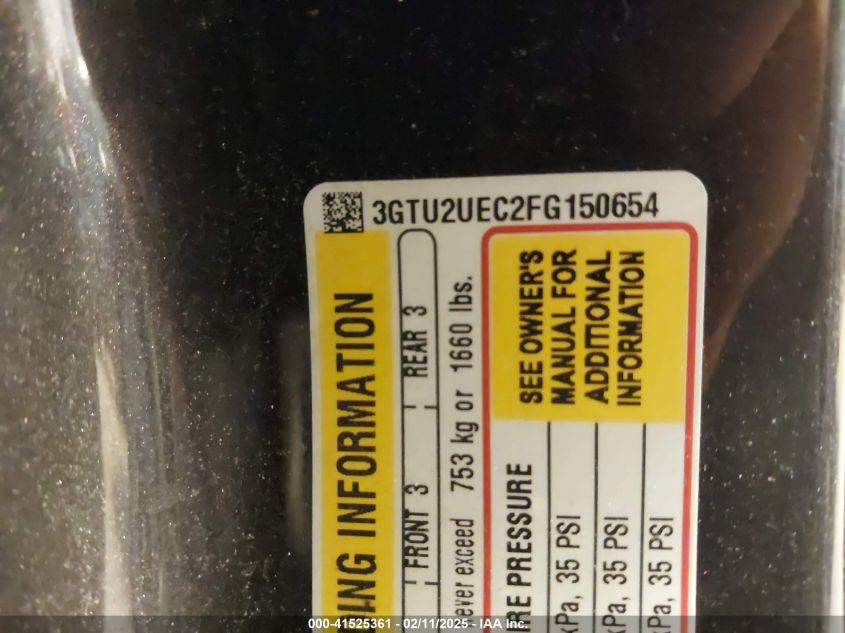 3GTU2UEC2FG150654
ING INFORMATION
FRONT 3 REAR 3
ever exceed 753 kg or 1660 lbs.
RE PRESSURE
kPa, 35 PSI
kPa, 35 PSI
kPa, 35 PSI
SEE OWNER'S
MANUAL FOR
ADDITIONAL
INFORMATION
000-41525361 - 02/11/2025 - IAA Inc.